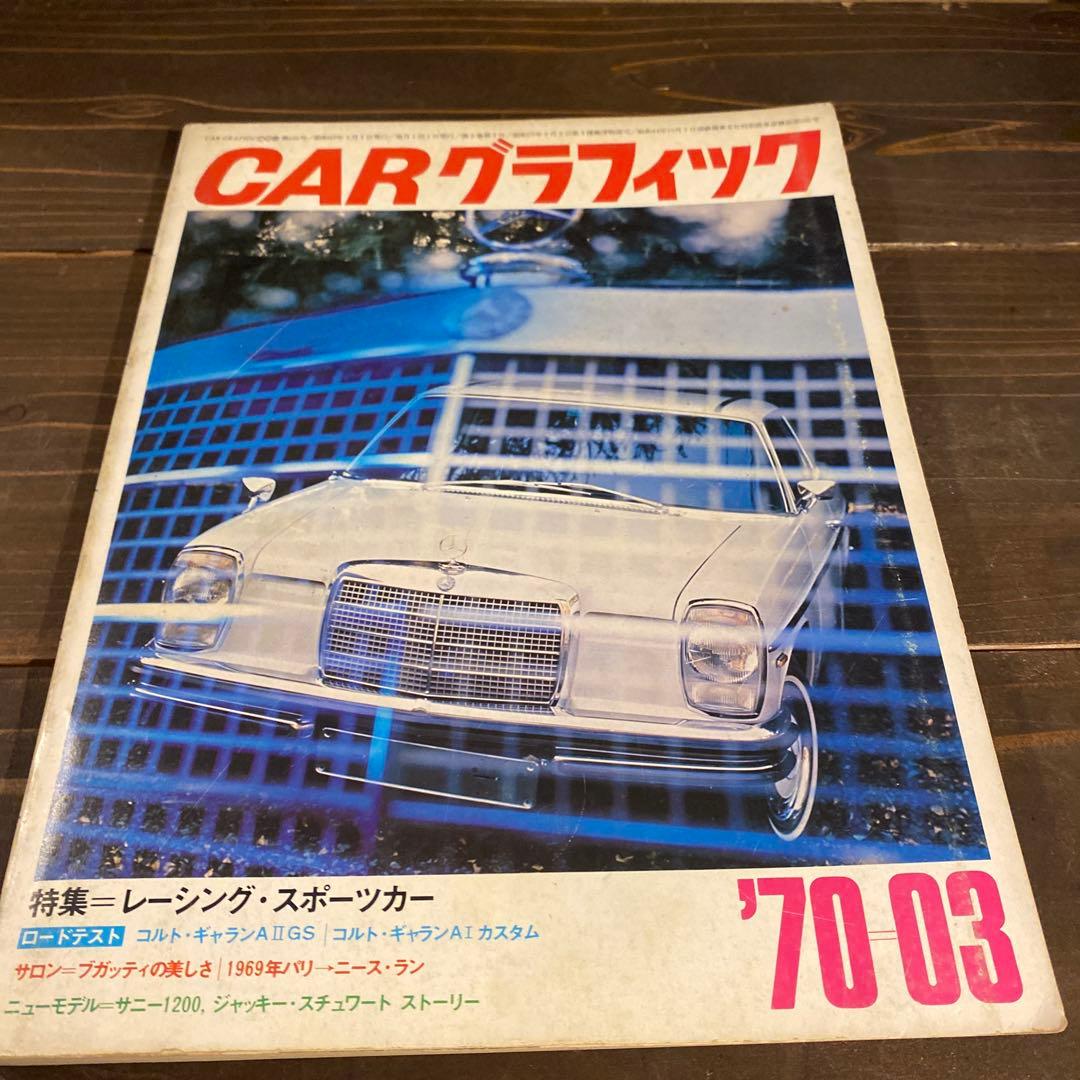 CARグラフィック
特集=レーシング・スポーツカー
ロードテスト コルト・ギャランAⅡGS|コルト・ギャランAⅠカスタム
サロン=ブガッティの美しさ|1969年パリ→ニース・ラン
ニューモデル=サニー1200, ジャッキー・スチュワート ストーリー
'70=03